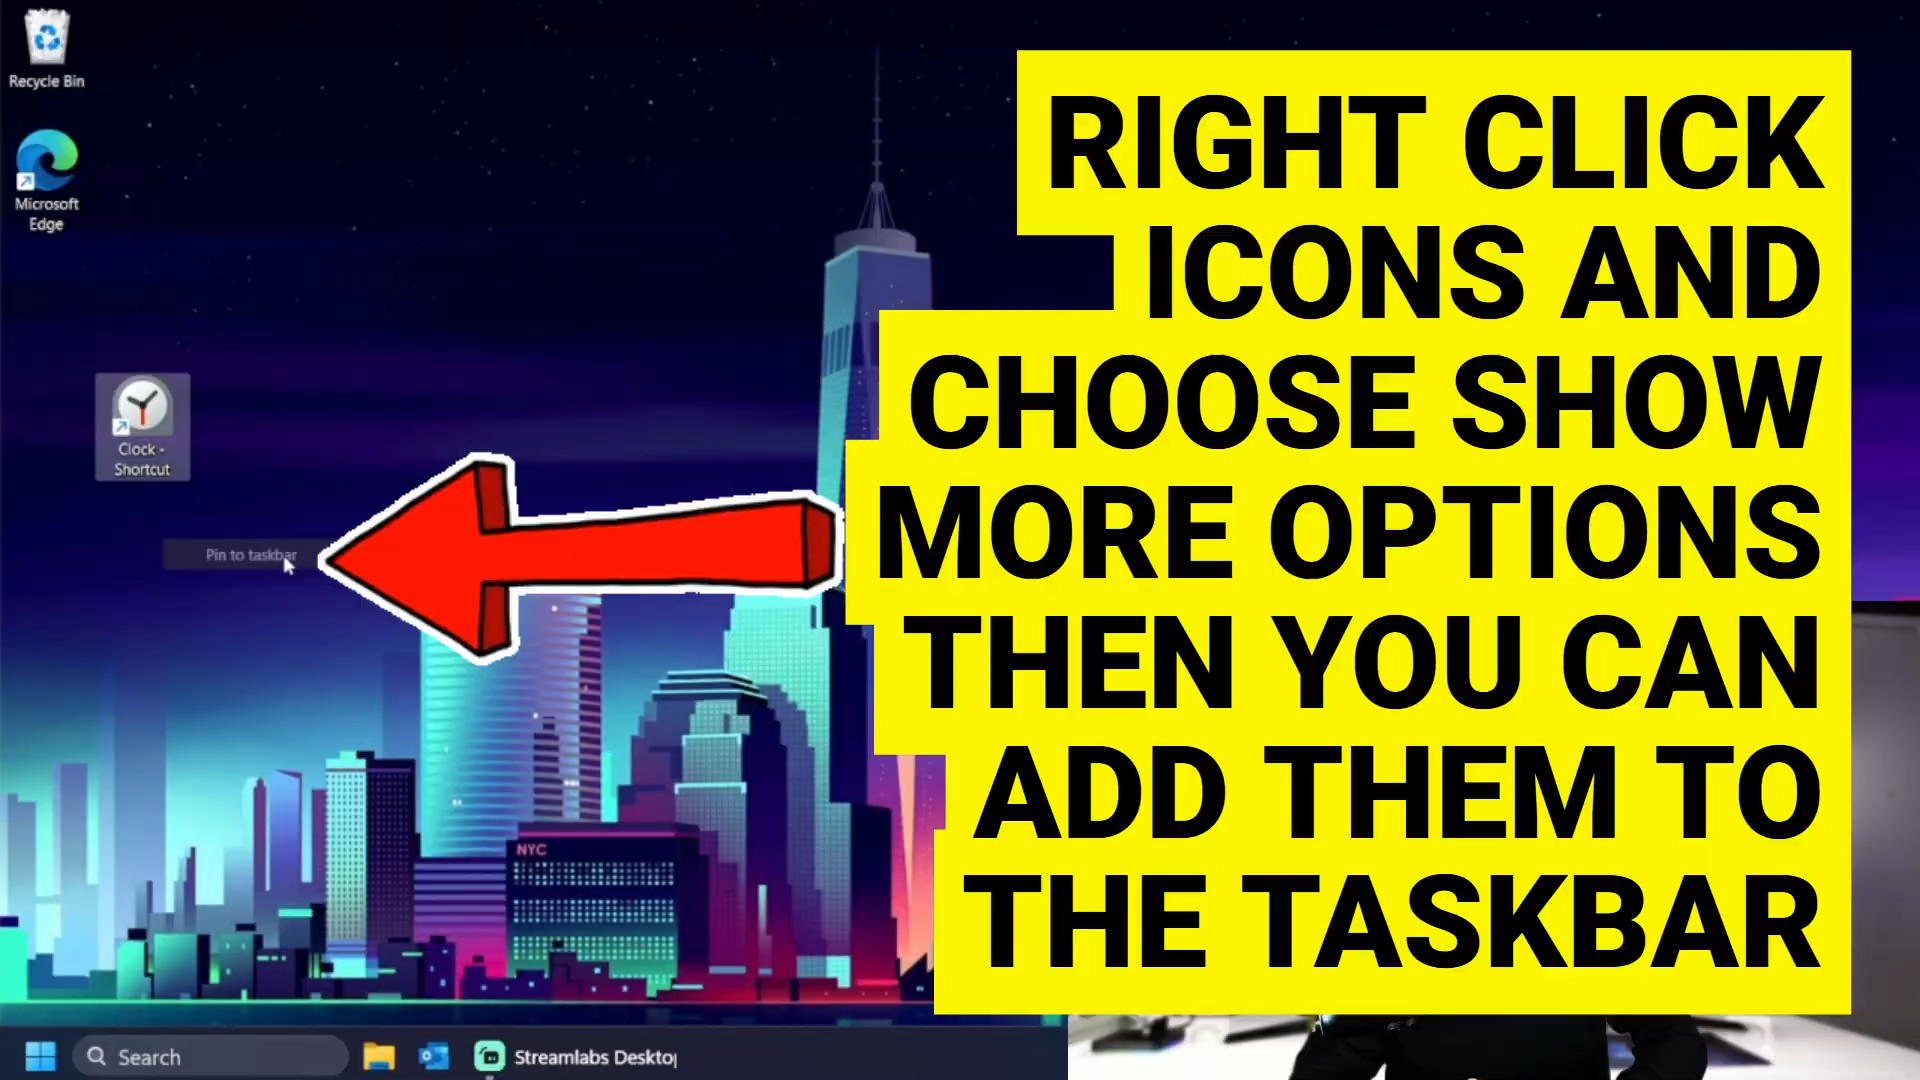 Recycle Bin
Microsoft
Edge
RIGHT CLICK
ICONS AND
CHOOSE SHOW
MORE OPTIONS
THEN YOU CAN
ADD THEM TO
THE TASKBAR
Clock -
Shortcut
Pin to taskbar
NYC
Search
Streamlabs Desktop